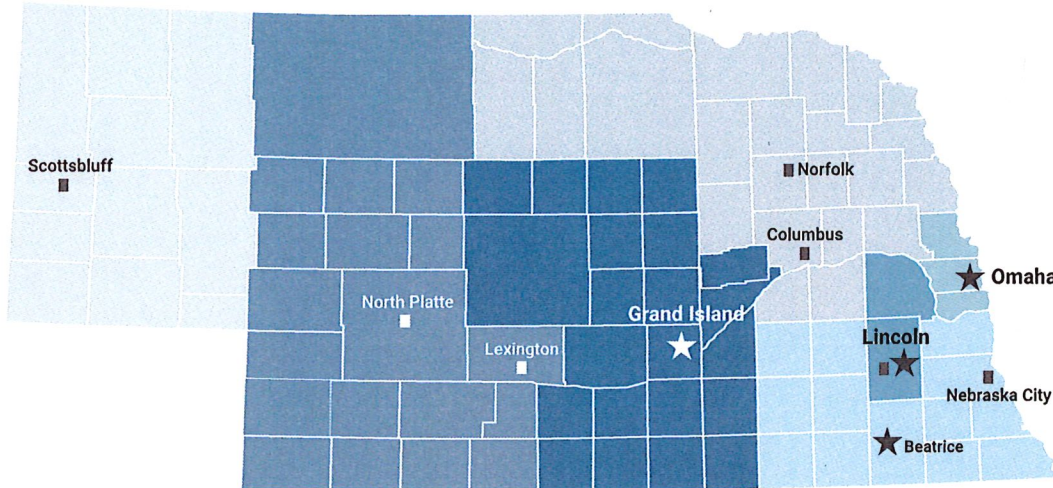 Scottsbluff
Norfolk
Columbus
Omaha
North Platte
Grand Island
Lexington
Lincoln
Nebraska City
Beatrice